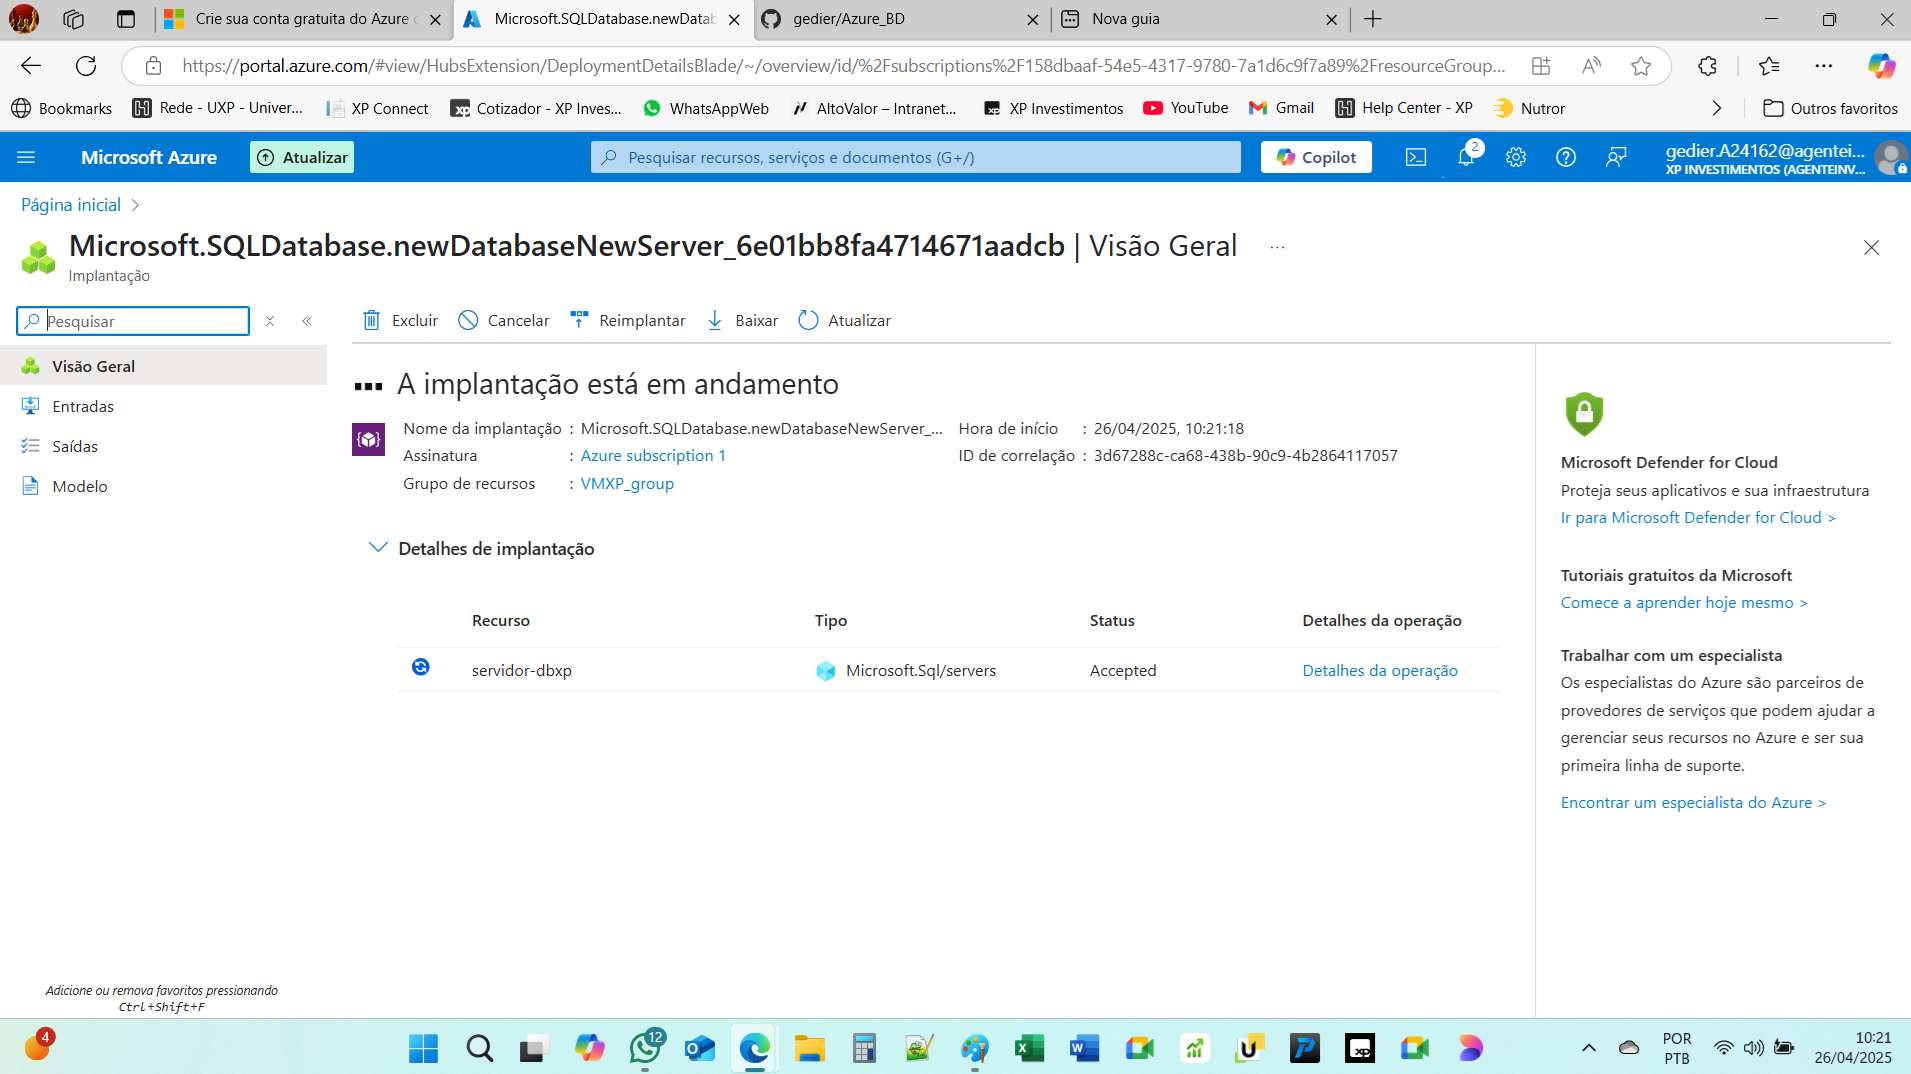 Crie sua conta gratuita do Azure
Microsoft.SQLDatabase.newDatab
gedier/Azure_BD
Nova guia
https://portal.azure.com/#view/HubsExtension/DeploymentDetailsBlade/~/overview/id/%2Fsubscriptions%2F158dbaaf-54e5-4317-9780-7a1d6c9f7a89%2FresourceGroup...
Bookmarks
Rede - UXP - Univer...
XP Connect
Cotizador - XP Inves...
WhatsAppWeb
AltoValor – Intranet...
XP Investimentos
YouTube
Gmail
Help Center - XP
Nutror
Outros favoritos
Microsoft Azure
Atualizar
Pesquisar recursos, serviços e documentos (G+/)
Copilot
2
gedier.A24162@agentei...
XP INVESTIMENTOS (AGENTEINV...
Página inicial
Microsoft.SQLDatabase.newDatabaseNewServer_6e01bb8fa4714671aadcb | Visão Geral
Implantação
Pesquisar
Excluir
Cancelar
Reimplantar
Baixar
Atualizar
Visão Geral
Entradas
Saídas
Modelo
A implantação está em andamento
Nome da implantação : Microsoft.SQLDatabase.newDatabaseNewServer_...
Assinatura : Azure subscription 1
Grupo de recursos : VMXP_group
Hora de início : 26/04/2025, 10:21:18
ID de correlação : 3d67288c-ca68-438b-90c9-4b2864117057
Detalhes de implantação
Recurso Tipo Status Detalhes da operação
servidor-dbxp Microsoft.Sql/servers Accepted Detalhes da operação
Microsoft Defender for Cloud
Proteja seus aplicativos e sua infraestrutura
Ir para Microsoft Defender for Cloud >
Tutoriais gratuitos da Microsoft
Comece a aprender hoje mesmo >
Trabalhar com um especialista
Os especialistas do Azure são parceiros de
provedores de serviços que podem ajudar a
gerenciar seus recursos no Azure e ser sua
primeira linha de suporte.
Encontrar um especialista do Azure >
Adicione ou remova favoritos pressionando
Ctrl+Shift+F
4
12
POR
PTB
10:21
26/04/2025